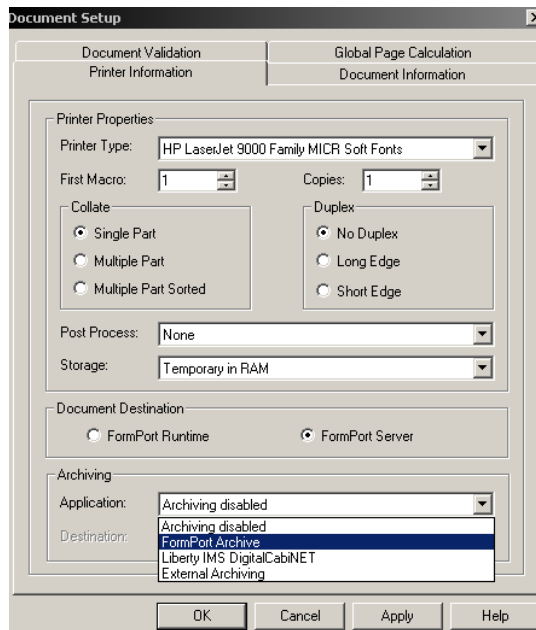 Document Setup
Document Validation
Global Page Calculation
Printer Information
Document Information
Printer Properties
Printer Type: HP LaserJet 9000 Family MICR Soft Fonts
First Macro: 1 Copies: 1
Collate Duplex
Single Part No Duplex
Multiple Part Long Edge
Multiple Part Sorted Short Edge
Post Process: None
Storage: Temporary in RAM
Document Destination
FormPort Runtime FormPort Server
Archiving
Application: Archiving disabled
Archiving disabled
Destination: FormPort Archive
Liberty IMS DigitalCabiNET
External Archiving
OK Cancel Apply Help